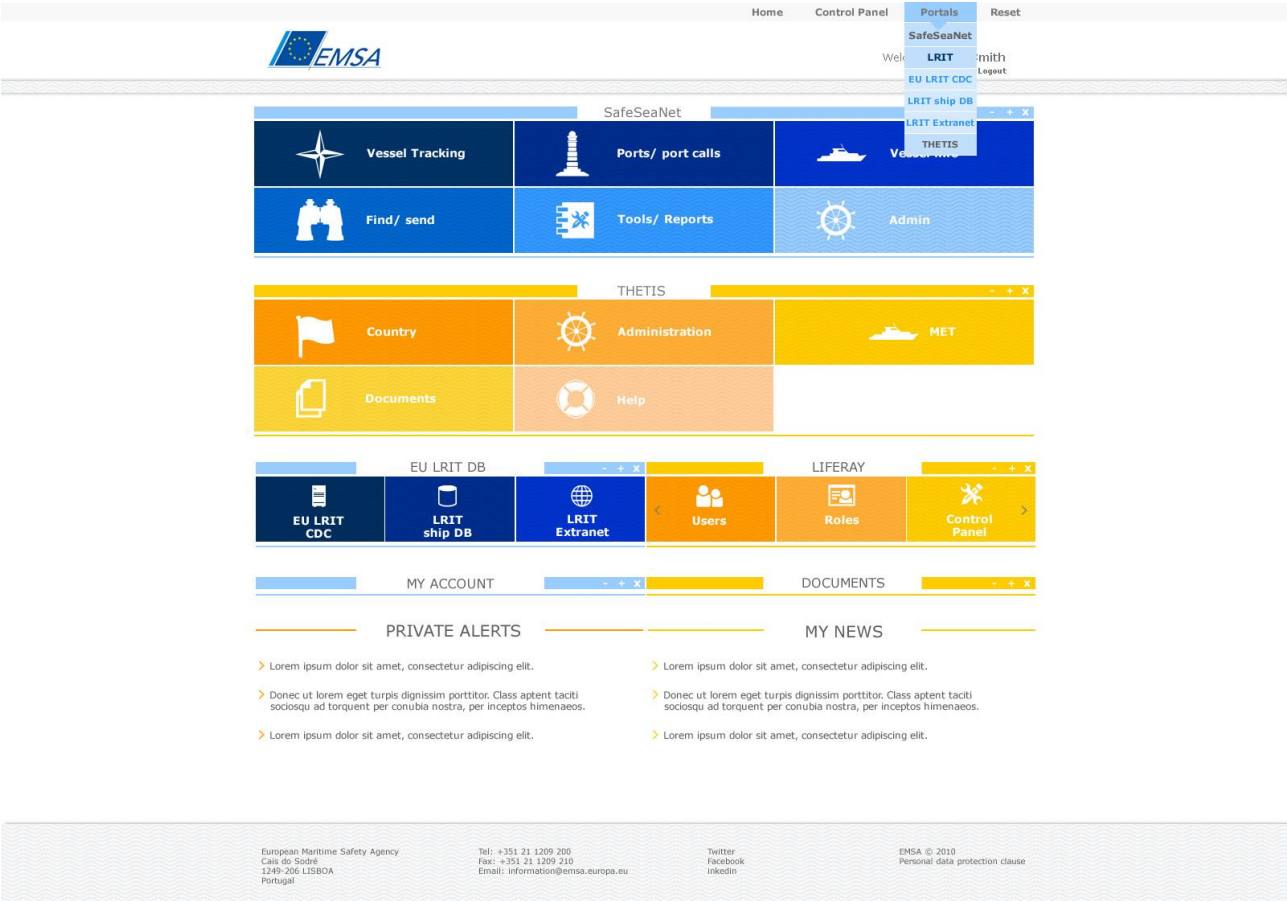 Home Control Panel Portals Reset
SafeSeaNet
EMSA
LRIT
Logout
EU LRIT CDC
LRIT ship DB
LRIT Extranet
THETIS
SafeSeaNet - + x
Vessel Tracking Ports/ port calls
Find/ send Tools/ Reports Admin
THETIS - + x
Country Administration MET
Documents Help
EU LRIT DB - + x LIFERAY - + x
EU LRIT CDC
LRIT ship DB
LRIT Extranet
Users Roles
Control Panel
MY ACCOUNT - + x DOCUMENTS - + x
PRIVATE ALERTS
Lorem ipsum dolor sit amet, consectetur adipiscing elit.
Donec ut lorem eget turpis dignissim porttitor. Class aptent taciti
sociosqu ad torquent per conubia nostra, per inceptos himenaeos.
Lorem ipsum dolor sit amet, consectetur adipiscing elit.
MY NEWS
Lorem ipsum dolor sit amet, consectetur adipiscing elit.
Donec ut lorem eget turpis dignissim porttitor. Class aptent taciti
sociosqu ad torquent per conubia nostra, per inceptos himenaeos.
Lorem ipsum dolor sit amet, consectetur adipiscing elit.
European Maritime Safety Agency
Cais do Sodré
1249-206 LISBOA
Portugal
Tel: +351 21 1209 200
Fax: +351 21 1209 210
Email: information@emsa.europa.eu
Twitter
Facebook
inkedin
EMSA © 2010
Personal data protection clause